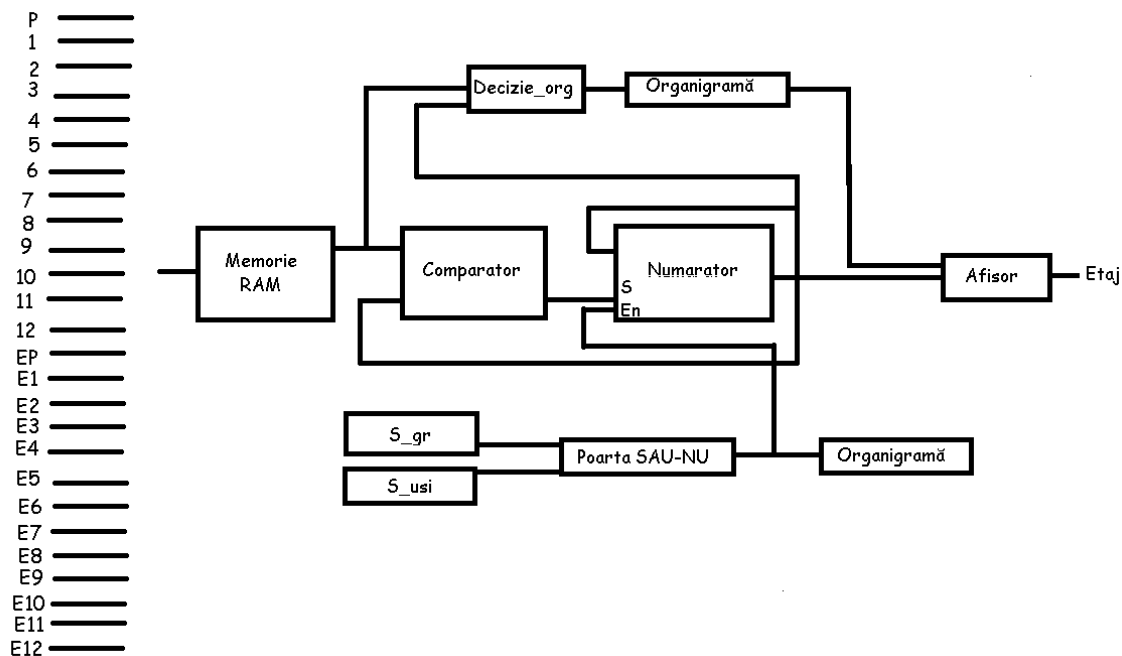 P
1
2
3
4
5
6
7
8
9
10
11
12
EP
E1
E2
E3
E4
E5
E6
E7
E8
E9
E10
E11
E12
Decizie_org
Organigramă
Memorie
RAM
Comparator
Numarator
S
En
Afisor
Etaj
S_gr
S_usi
Poarta SAU-NU
Organigramă